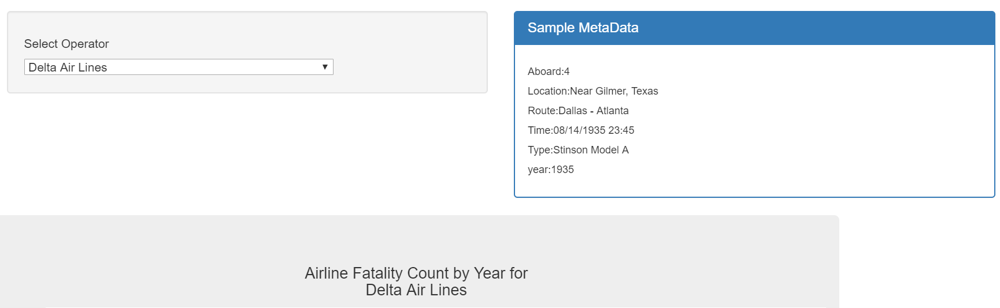 Select Operator
Delta Air Lines
Sample MetaData
Aboard:4
Location:Near Gilmer, Texas
Route:Dallas - Atlanta
Time:08/14/1935 23:45
Type:Stinson Model A
year:1935
Airline Fatality Count by Year for
Delta Air Lines